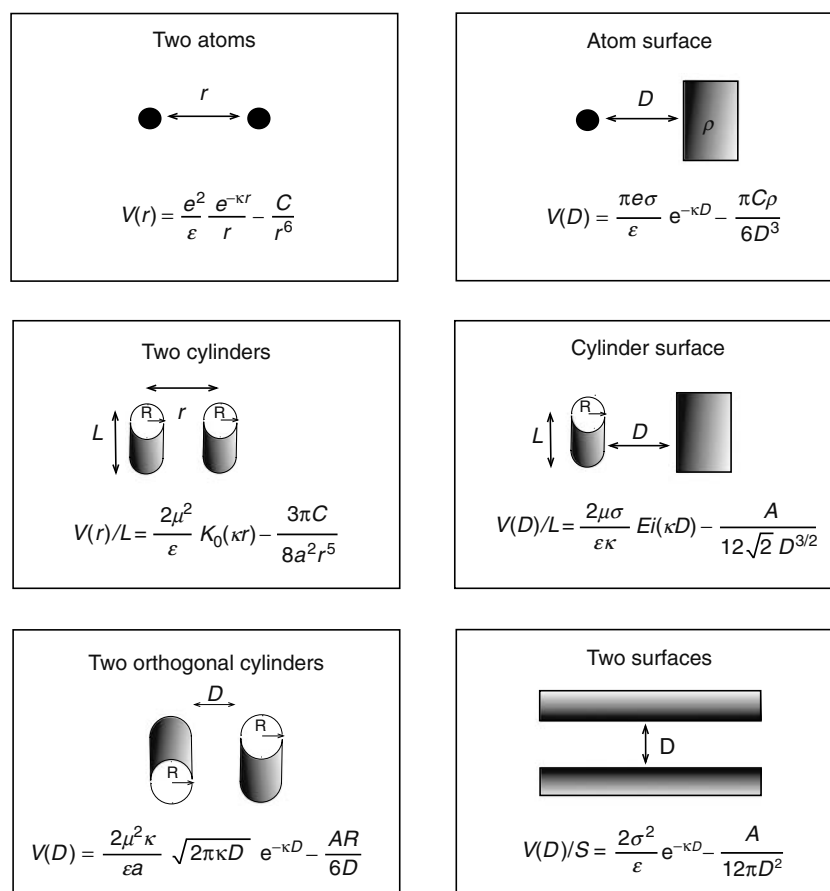 Two atoms
r
V(r) = e²/ε e^{-κr}/r − C/r⁶
Atom surface
D
ρ
V(D) = πeσ/ε e^{-κD} − πCρ/6D³
Two cylinders
R r R
L
V(r)/L = 2μ²/ε K₀(κr) − 3πC/8a²r⁵
Cylinder surface
R
L D
V(D)/L = 2μσ/εκ Ei(κD) − A/12√2 D^{3/2}
Two orthogonal cylinders
D
R
R
V(D) = 2μ²κ/εa √2πκD e^{-κD} − AR/6D
Two surfaces
D
V(D)/S = 2σ²/ε e^{-κD} − A/12πD²